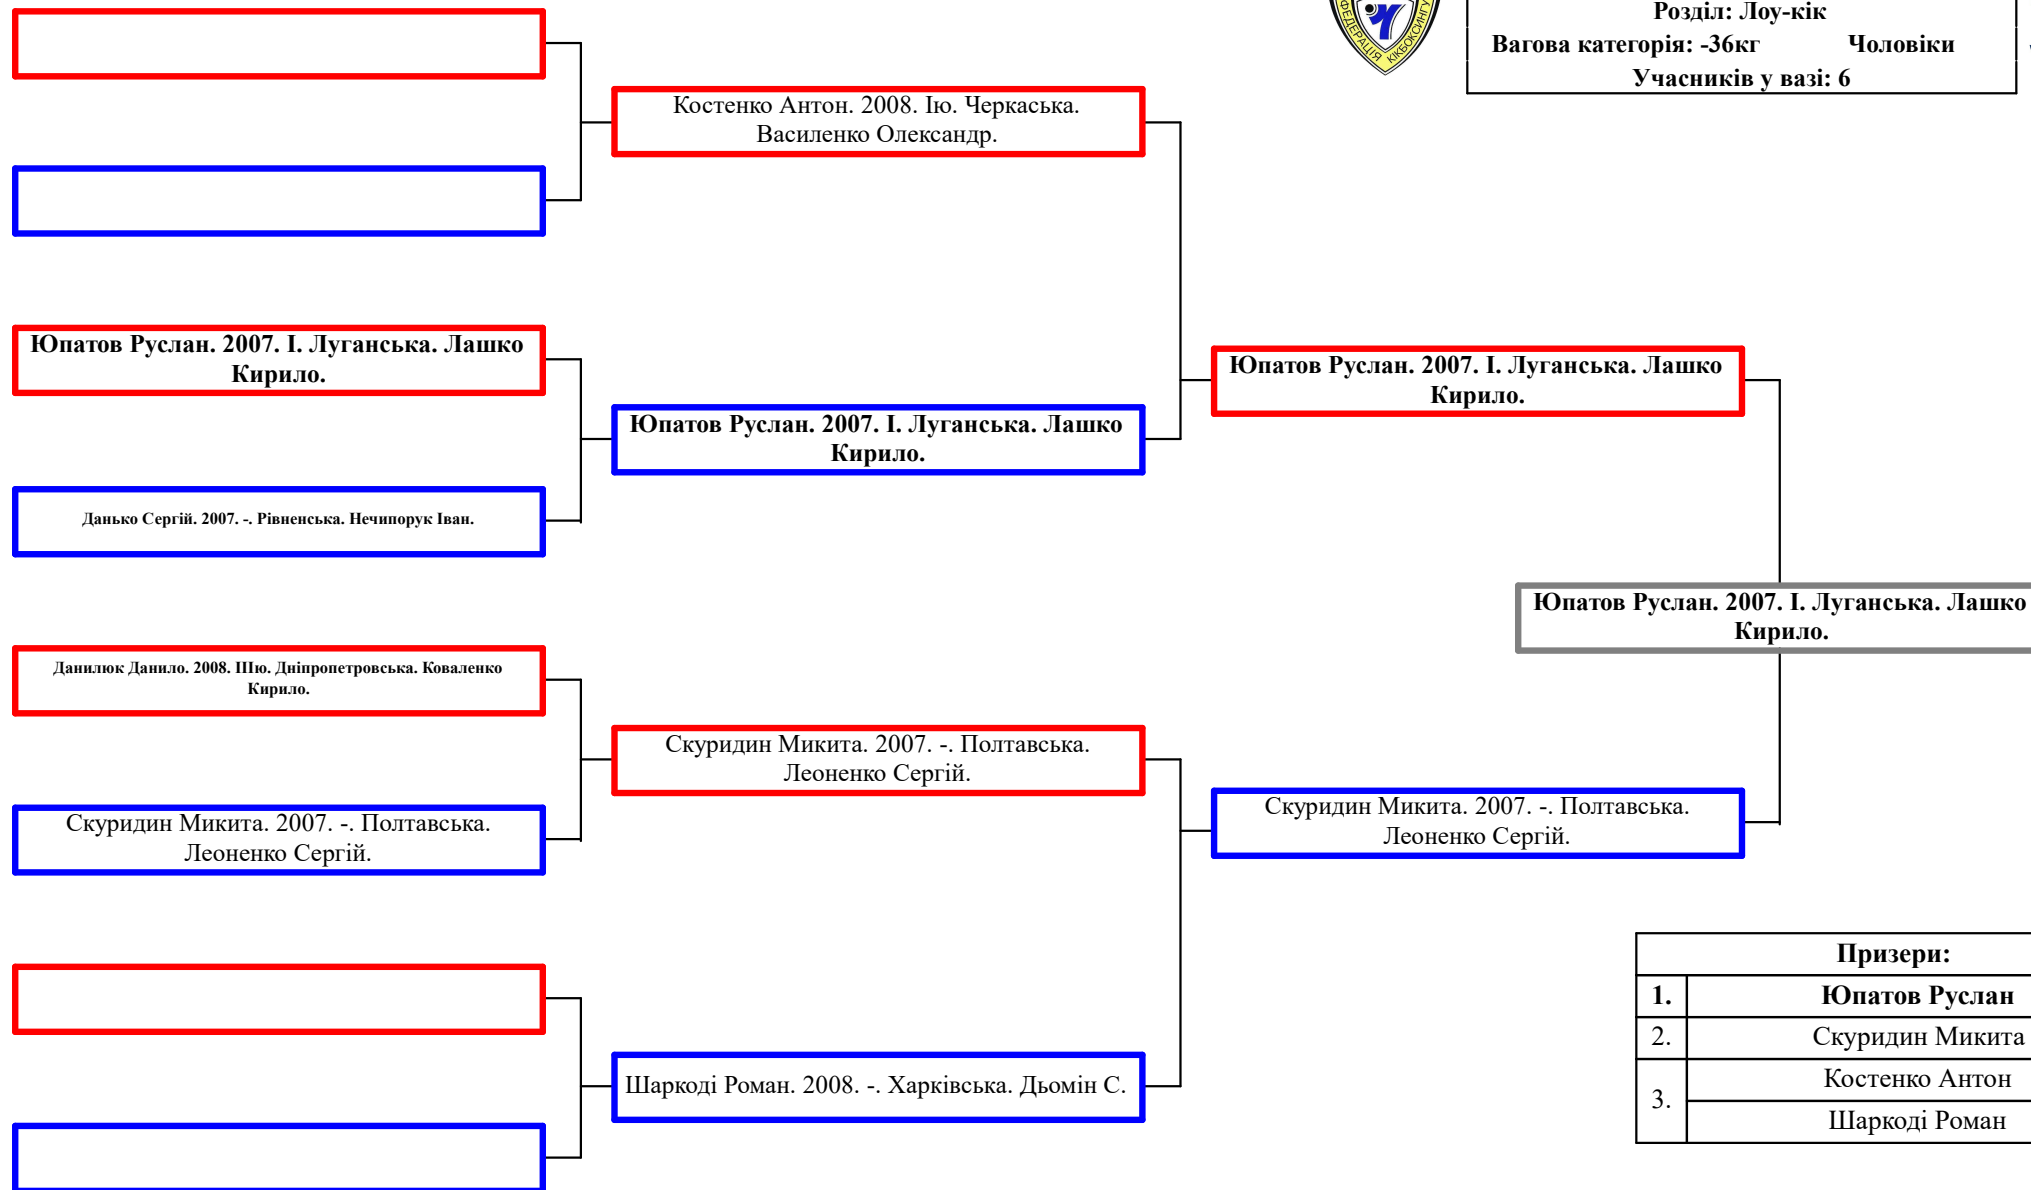 ФЕДЕРАЦІЯ КІКБОКСИНГУ
Розділ: Лоу-кік
Вагова категорія: -36кг Чоловіки
Учасників у вазі: 6
Костенко Антон. 2008. Ію. Черкаська.
Василенко Олександр.
Юпатов Руслан. 2007. І. Луганська. Лашко
Кирило.
Юпатов Руслан. 2007. І. Луганська. Лашко
Кирило.
Юпатов Руслан. 2007. І. Луганська. Лашко
Кирило.
Данько Сергій. 2007. -. Рівненська. Нечипорук Іван.
Юпатов Руслан. 2007. І. Луганська. Лашко
Кирило.
Данилюк Данило. 2008. ІІІю. Дніпропетровська. Коваленко
Кирило.
Скуридин Микита. 2007. -. Полтавська.
Леоненко Сергій.
Скуридин Микита. 2007. -. Полтавська.
Леоненко Сергій.
Скуридин Микита. 2007. -. Полтавська.
Леоненко Сергій.
Шаркоді Роман. 2008. -. Харківська. Дьомін С.
Призери:
1. Юпатов Руслан
2. Скуридин Микита
3. Костенко Антон
Шаркоді Роман